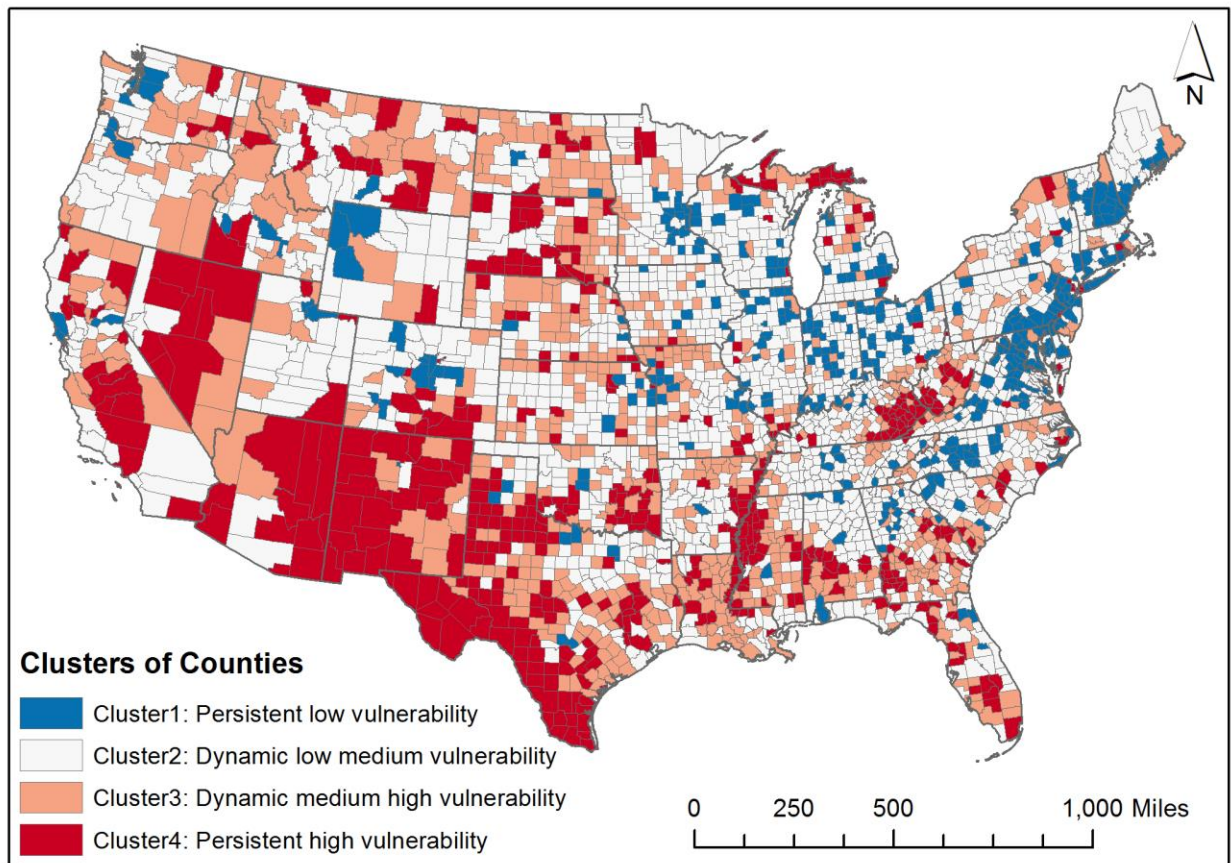 N
Clusters of Counties
Cluster1: Persistent low vulnerability
Cluster2: Dynamic low medium vulnerability
Cluster3: Dynamic medium high vulnerability
Cluster4: Persistent high vulnerability
0 250 500 1,000 Miles